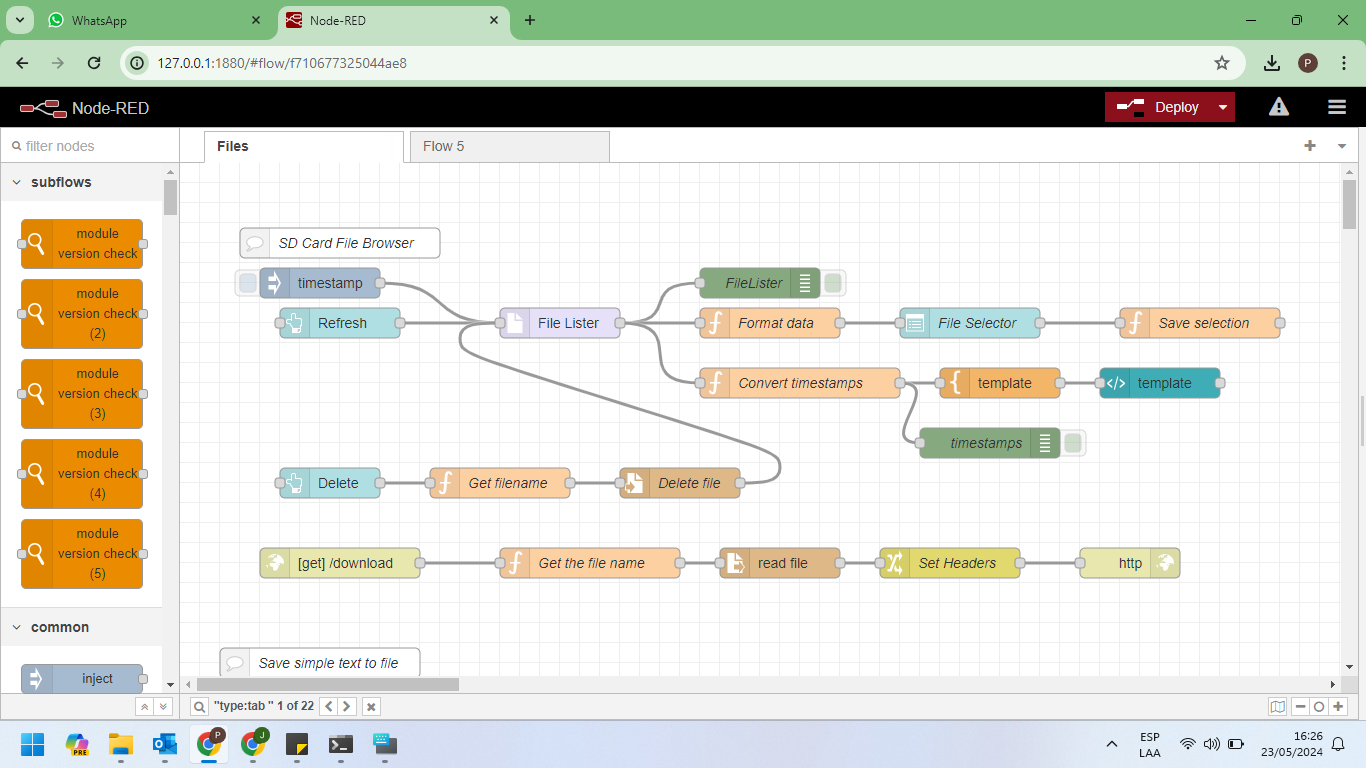 WhatsApp
Node-RED
127.0.0.1:1880/#flow/f710677325044ae8
P
Node-RED
Deploy
filter nodes
Files
Flow 5
subflows
module
version check
module
version check
(2)
module
version check
(3)
module
version check
(4)
module
version check
(5)
common
inject
SD Card File Browser
timestamp
FileLister
Refresh
File Lister
Format data
File Selector
Save selection
Convert timestamps
template
template
timestamps
Delete
Get filename
Delete file
[get] /download
Get the file name
read file
Set Headers
http
Save simple text to file
"type:tab " 1 of 22
PRE
P
J
ESP
LAA
16:26
23/05/2024